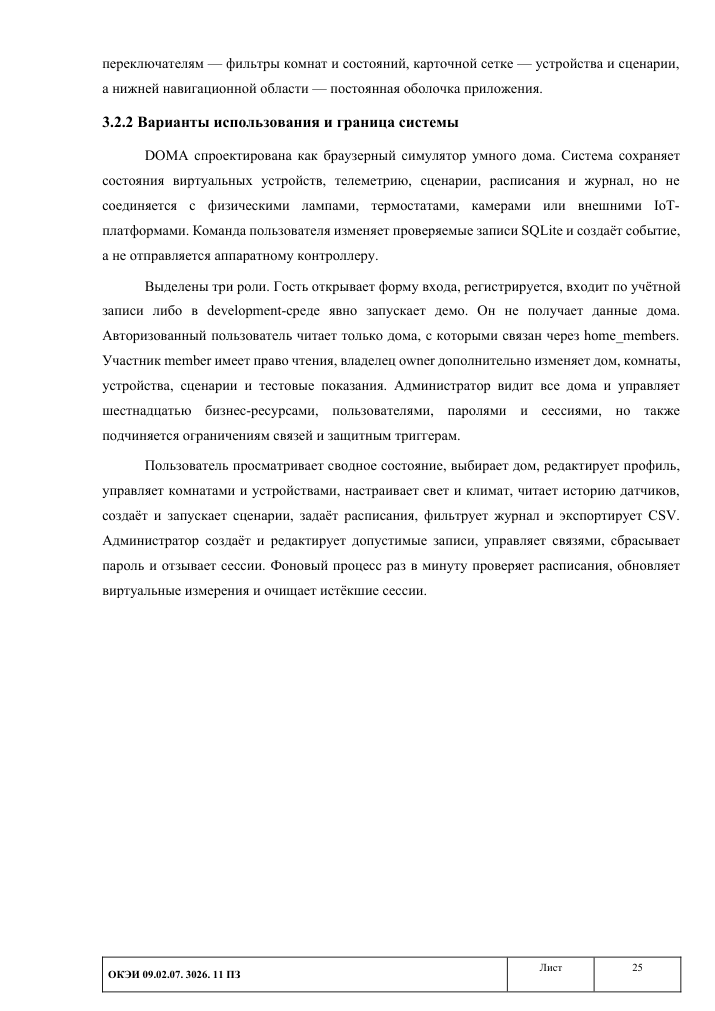 переключателям — фильтры комнат и состояний, карточной сетке — устройства и сценарии,
а нижней навигационной области — постоянная оболочка приложения.
3.2.2 Варианты использования и граница системы
DOMA спроектирована как браузерный симулятор умного дома. Система сохраняет
состояния виртуальных устройств, телеметрию, сценарии, расписания и журнал, но не
соединяется с физическими лампами, термостатами, камерами или внешними IoT-
платформами. Команда пользователя изменяет проверяемые записи SQLite и создаёт событие,
а не отправляется аппаратному контроллеру.
Выделены три роли. Гость открывает форму входа, регистрируется, входит по учётной
записи либо в development-среде явно запускает демо. Он не получает данные дома.
Авторизованный пользователь читает только дома, с которыми связан через home_members.
Участник member имеет право чтения, владелец owner дополнительно изменяет дом, комнаты,
устройства, сценарии и тестовые показания. Администратор видит все дома и управляет
шестнадцатью бизнес-ресурсами, пользователями, паролями и сессиями, но также
подчиняется ограничениям связей и защитным триггерам.
Пользователь просматривает сводное состояние, выбирает дом, редактирует профиль,
управляет комнатами и устройствами, настраивает свет и климат, читает историю датчиков,
создаёт и запускает сценарии, задаёт расписания, фильтрует журнал и экспортирует CSV.
Администратор создаёт и редактирует допустимые записи, управляет связями, сбрасывает
пароль и отзывает сессии. Фоновый процесс раз в минуту проверяет расписания, обновляет
виртуальные измерения и очищает истёкшие сессии.
ОКЭИ 09.02.07. 3026. 11 ПЗ
Лист
25